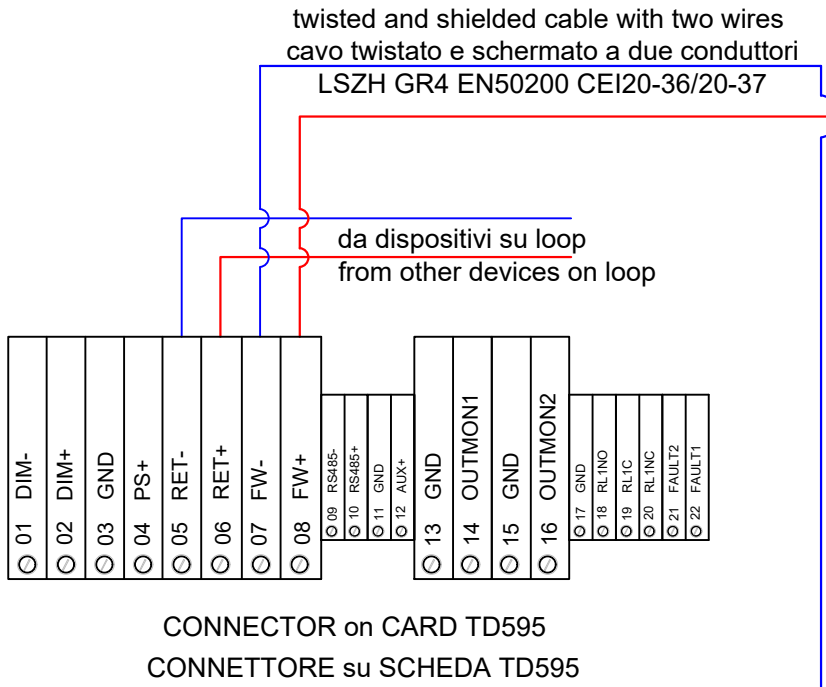 twisted and shielded cable with two wires
cavo twistato e schermato a due conduttori
LSZH GR4 EN50200 CEI20-36/20-37
da dispositivi su loop
from other devices on loop
01 DIM-
02 DIM+
03 GND
04 PS+
05 RET-
06 RET+
07 FW-
08 FW+
09 RS485-
10 RS485+
11 GND
12 AUX+
13 GND
14 OUTMON1
15 GND
16 OUTMON2
17 GND
18 RL1NO
19 RL1C
20 RL1NC
21 FAULT2
22 FAULT1
CONNECTOR on CARD TD595
CONNETTORE su SCHEDA TD595